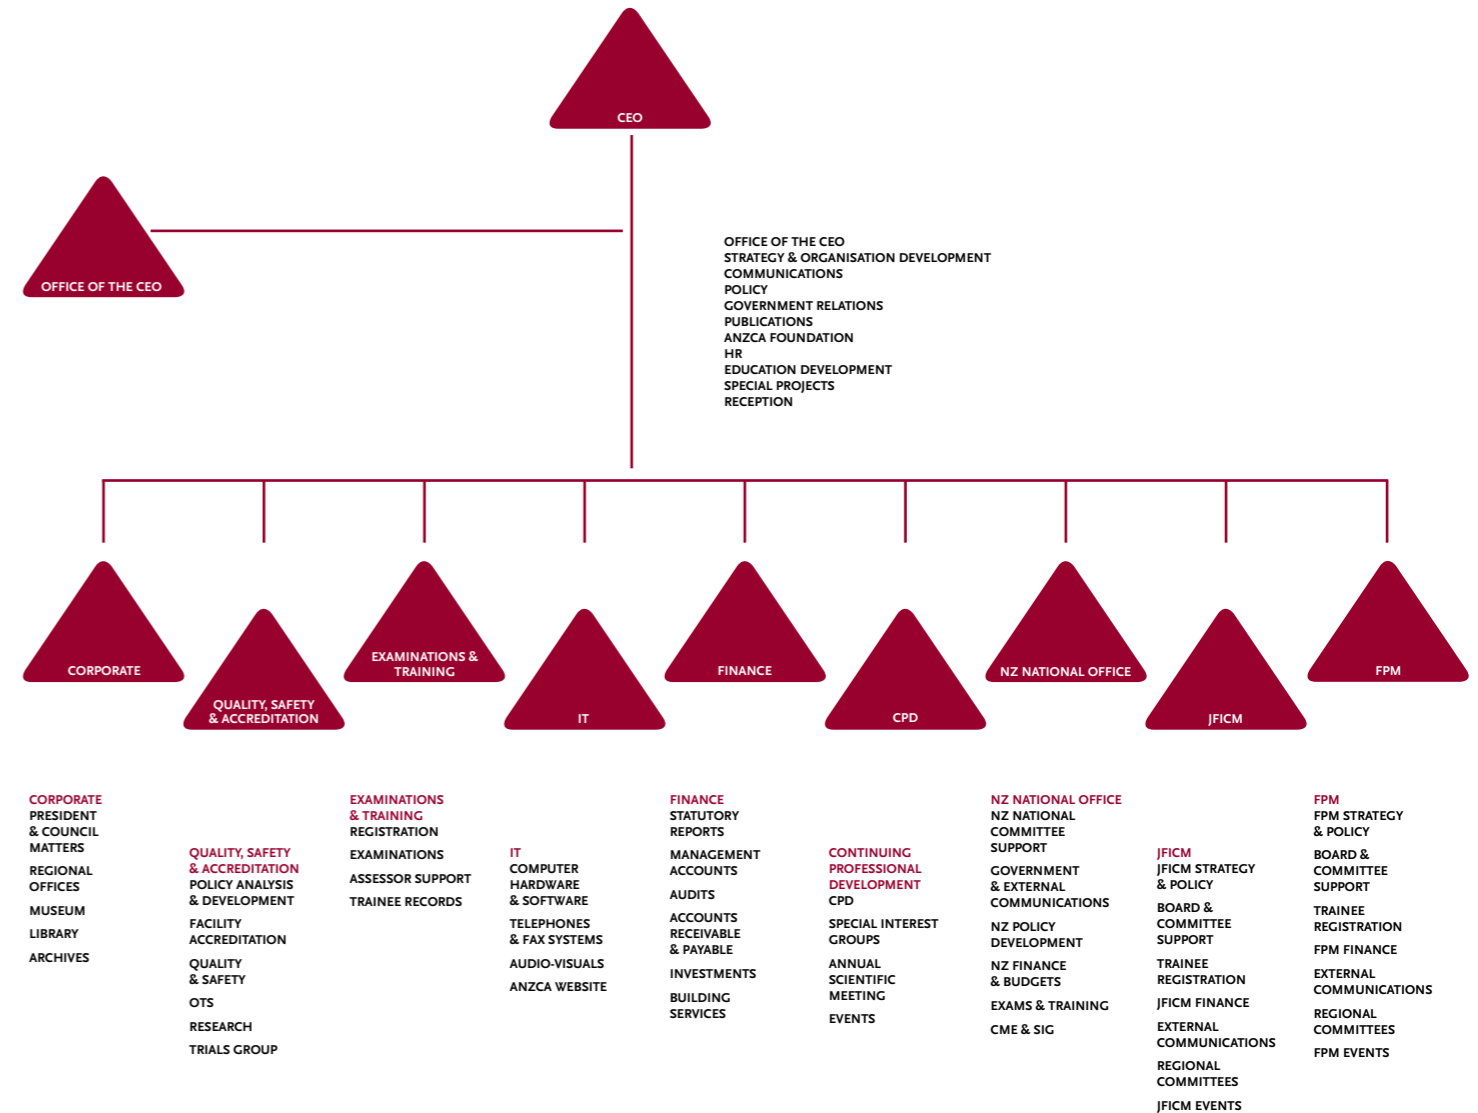 CEO
OFFICE OF THE CEO
OFFICE OF THE CEO
STRATEGY & ORGANISATION DEVELOPMENT
COMMUNICATIONS
POLICY
GOVERNMENT RELATIONS
PUBLICATIONS
ANZCA FOUNDATION
HR
EDUCATION DEVELOPMENT
SPECIAL PROJECTS
RECEPTION
CORPORATE
QUALITY, SAFETY
& ACCREDITATION
EXAMINATIONS &
TRAINING
IT
FINANCE
CPD
NZ NATIONAL OFFICE
JFICM
FPM
CORPORATE
PRESIDENT
& COUNCIL
MATTERS
REGIONAL
OFFICES
MUSEUM
LIBRARY
ARCHIVES
QUALITY, SAFETY
& ACCREDITATION
POLICY ANALYSIS
& DEVELOPMENT
FACILITY
ACCREDITATION
QUALITY
& SAFETY
OTS
RESEARCH
TRIALS GROUP
EXAMINATIONS
& TRAINING
REGISTRATION
EXAMINATIONS
ASSESSOR SUPPORT
TRAINEE RECORDS
IT
COMPUTER
HARDWARE
& SOFTWARE
TELEPHONES
& FAX SYSTEMS
AUDIO-VISUALS
ANZCA WEBSITE
FINANCE
STATUTORY
REPORTS
MANAGEMENT
ACCOUNTS
AUDITS
ACCOUNTS
RECEIVABLE
& PAYABLE
INVESTMENTS
BUILDING
SERVICES
CONTINUING
PROFESSIONAL
DEVELOPMENT
CPD
SPECIAL INTEREST
GROUPS
ANNUAL
SCIENTIFIC
MEETING
EVENTS
NZ NATIONAL OFFICE
NZ NATIONAL
COMMITTEE
SUPPORT
GOVERNMENT
& EXTERNAL
COMMUNICATIONS
NZ POLICY
DEVELOPMENT
NZ FINANCE
& BUDGETS
EXAMS & TRAINING
CME & SIG
JFICM
JFICM STRATEGY
& POLICY
BOARD &
COMMITTEE
SUPPORT
TRAINEE
REGISTRATION
JFICM FINANCE
EXTERNAL
COMMUNICATIONS
REGIONAL
COMMITTEES
JFICM EVENTS
FPM
FPM STRATEGY
& POLICY
BOARD &
COMMITTEE
SUPPORT
TRAINEE
REGISTRATION
FPM FINANCE
EXTERNAL
COMMUNICATIONS
REGIONAL
COMMITTEES
FPM EVENTS